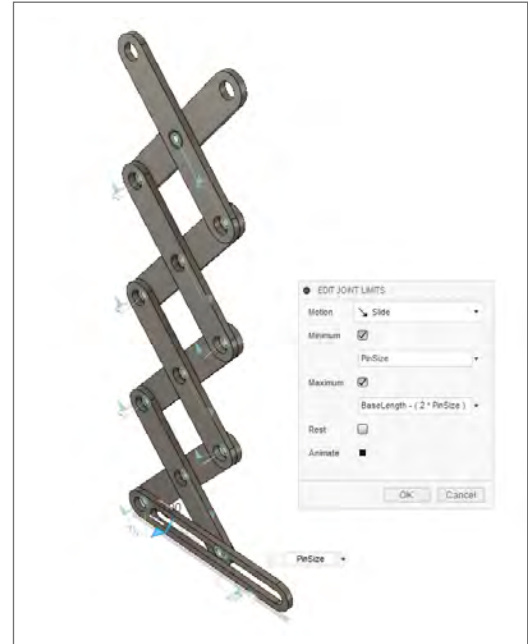 EDIT JOINT LIMITS
Motion Slide
Minimum
PinSize
Maximum
BaseLength - ( 2 * PinSize )
Rest
Animate
OK Cancel
PinSize